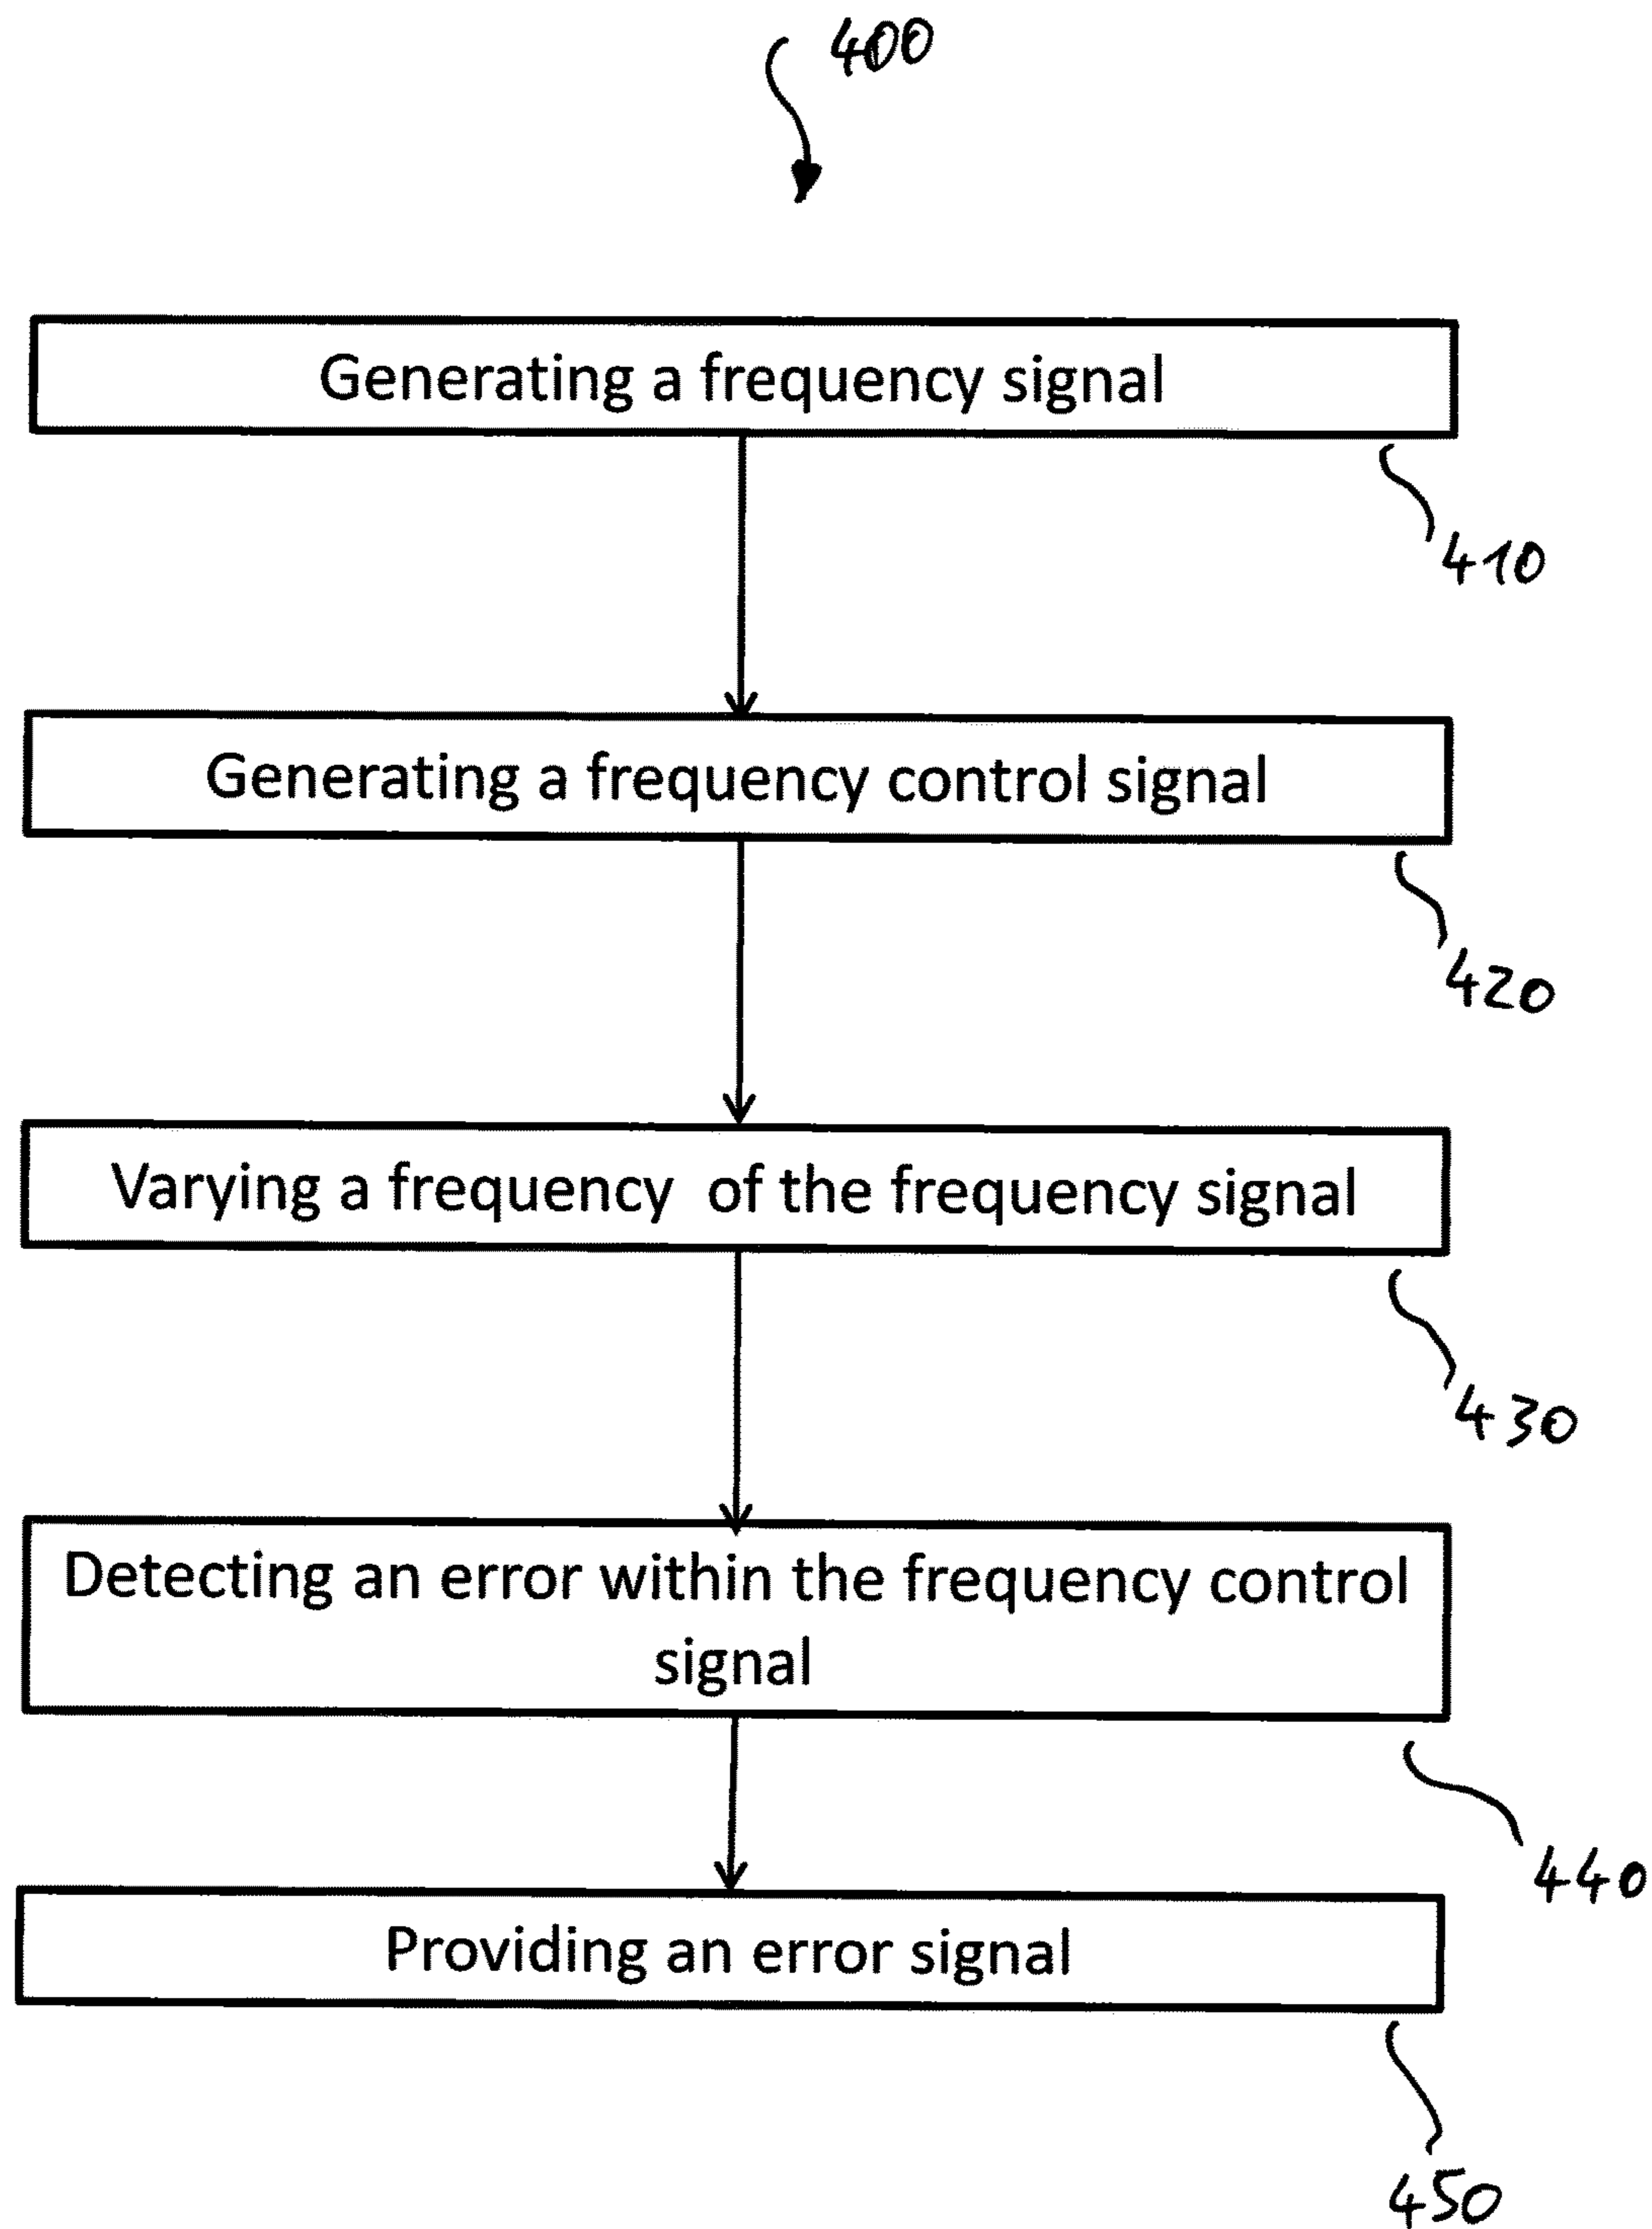 400
Generating a frequency signal
410
Generating a frequency control signal
420
Varying a frequency of the frequency signal
430
Detecting an error within the frequency control
signal
440
Providing an error signal
450